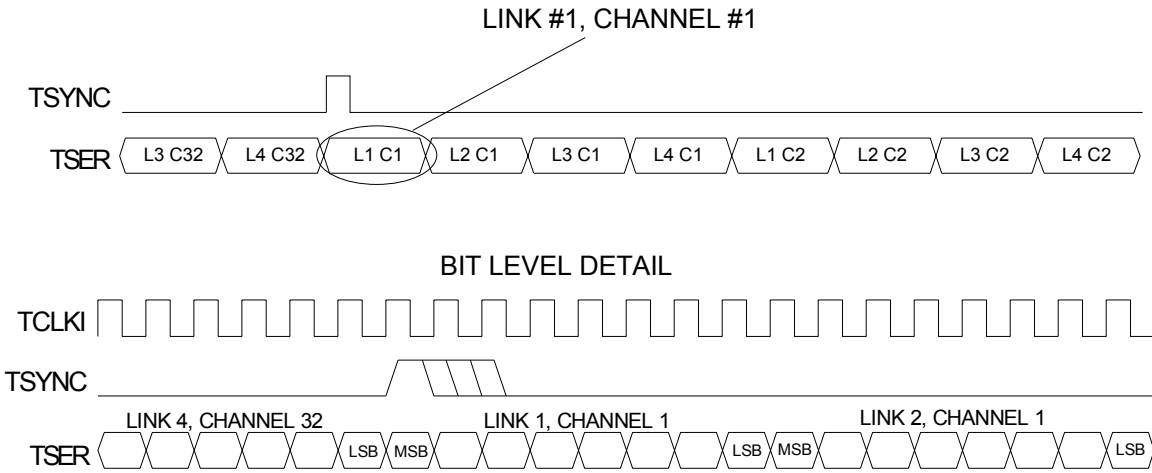 LINK #1, CHANNEL #1
TSYNC
TSER L3 C32 L4 C32 L1 C1 L2 C1 L3 C1 L4 C1 L1 C2 L2 C2 L3 C2 L4 C2
BIT LEVEL DETAIL
TCLKI
TSYNC
LINK 4, CHANNEL 32 LINK 1, CHANNEL 1 LINK 2, CHANNEL 1
TSER LSB MSB LSB MSB LSB